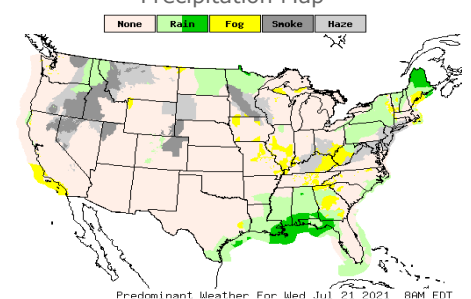 Precipitation Map
None Rain Fog Smoke Haze
Predominant Weather For Wed Jul 21 2021 8AM EDT